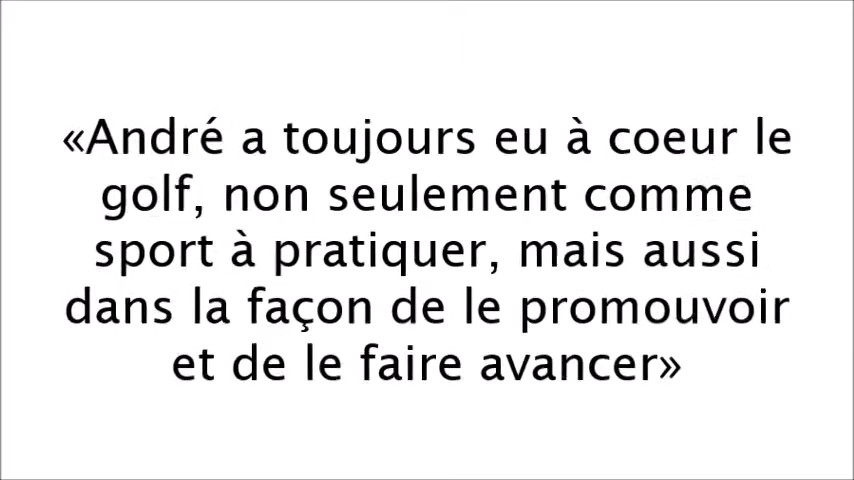 «André a toujours eu à coeur le
golf, non seulement comme
sport à pratiquer, mais aussi
dans la façon de le promouvoir
et de le faire avancer»